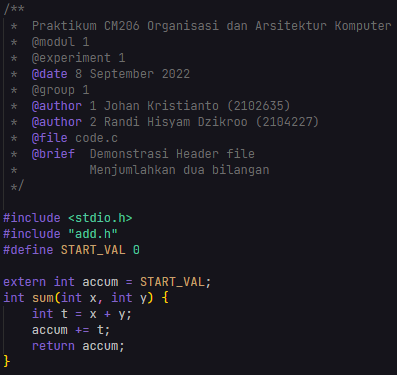 /**
 *  Praktikum CM206 Organisasi dan Arsitektur Komputer
 *  @modul 1
 *  @experiment 1
 *  @date 8 September 2022
 *  @group 1
 *  @author 1 Johan Kristianto (2102635)
 *  @author 2 Randi Hisyam Dzikroo (2104227)
 *  @file code.c
 *  @brief  Demonstrasi Header file
 *          Menjumlahkan dua bilangan
 */
#include <stdio.h>
#include "add.h"
#define START_VAL 0
extern int accum = START_VAL;
int sum(int x, int y) {
    int t = x + y;
    accum += t;
    return accum;
}